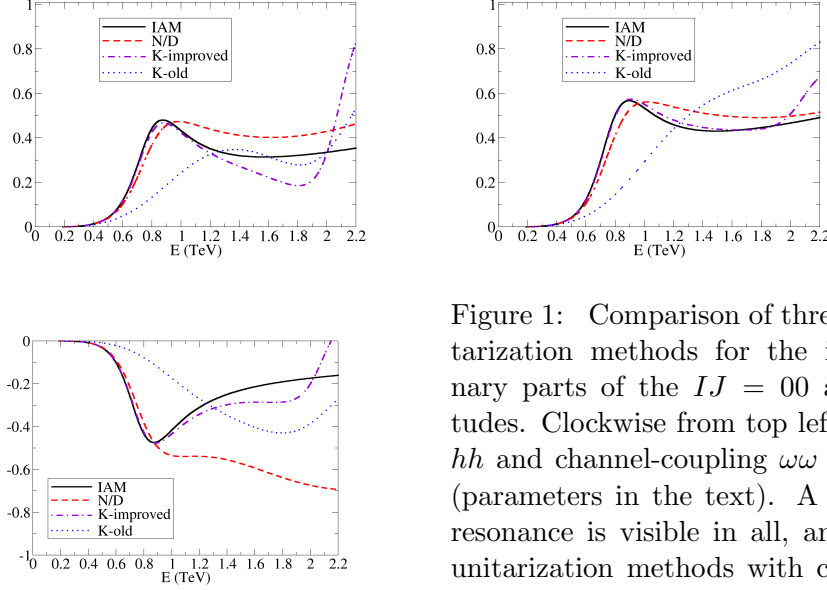 1
0.8
0.6
0.4
0.2
0
IAM
N/D
K-improved
K-old
0 0.2 0.4 0.6 0.8 1 1.2 1.4 1.6 1.8 2 2.2
E (TeV)
1
0.8
0.6
0.4
0.2
0
IAM
N/D
K-improved
K-old
0 0.2 0.4 0.6 0.8 1 1.2 1.4 1.6 1.8 2 2.2
E (TeV)
0
-0.2
-0.4
-0.6
-0.8
-1
IAM
N/D
K-improved
K-old
0 0.2 0.4 0.6 0.8 1 1.2 1.4 1.6 1.8 2 2.2
E (TeV)
Figure 1: Comparison of thre
tarization methods for the i
nary parts of the IJ = 00 a
tudes. Clockwise from top lef
hh and channel-coupling ωω
(parameters in the text). A
resonance is visible in all, an
unitarization methods with c